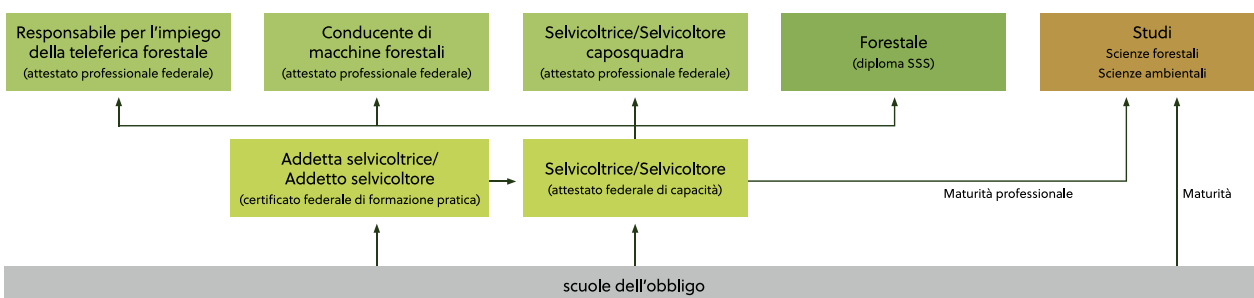 Responsabile per l'impiego
della teleferica forestale
(attestato professionale federale)
Conducente di
macchine forestali
(attestato professionale federale)
Selvicoltrice/Selvicoltore
caposquadra
(attestato professionale federale)
Forestale
(diploma SSS)
Studi
Scienze forestali
Scienze ambientali
Addetta selvicoltrice/
Addetto selvicoltore
(certificato federale di formazione pratica)
Selvicoltrice/Selvicoltore
(attestato federale di capacità)
Maturità professionale
Maturità
scuole dell'obbligo